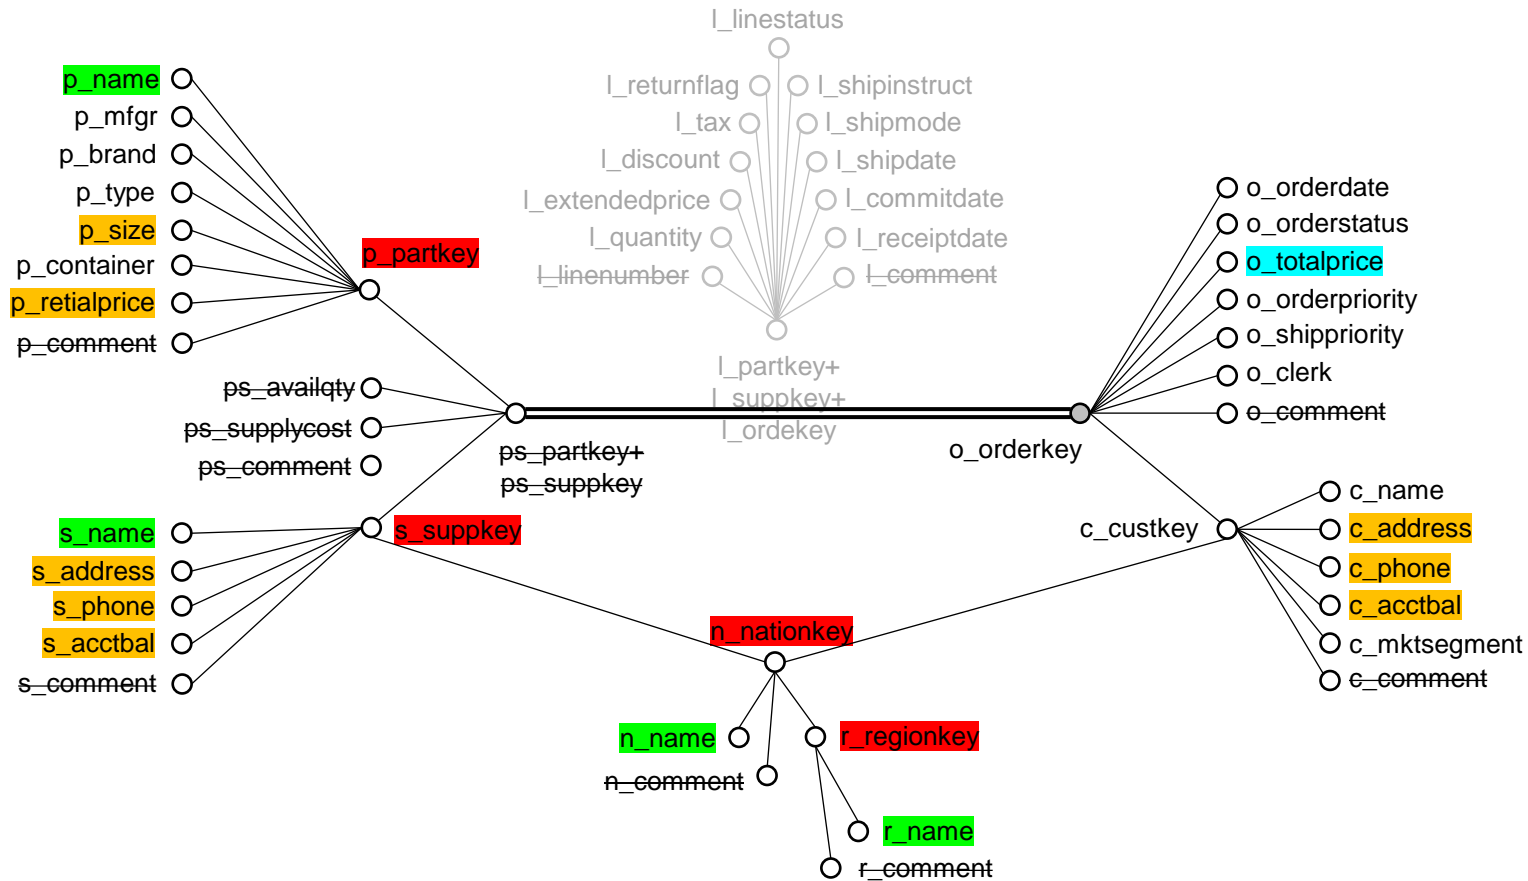 l_linestatus
l_returnflag
l_shipinstruct
l_tax
l_shipmode
l_discount
l_shipdate
l_extendedprice
l_commitdate
l_quantity
l_receiptdate
l_linenumber
l_comment
l_partkey+
l_suppkey+
l_ordekey
p_name
p_mfgr
p_brand
p_type
p_size
p_container
p_retialprice
p_comment
p_partkey
ps_availqty
ps_supplycost
ps_comment
ps_partkey+
ps_suppkey
o_orderkey
o_orderdate
o_orderstatus
o_totalprice
o_orderpriority
o_shippriority
o_clerk
o_comment
s_name
s_address
s_phone
s_acctbal
s_comment
s_suppkey
c_custkey
c_name
c_address
c_phone
c_acctbal
c_mktsegment
c_comment
n_nationkey
n_name
n_comment
r_regionkey
r_name
r_comment